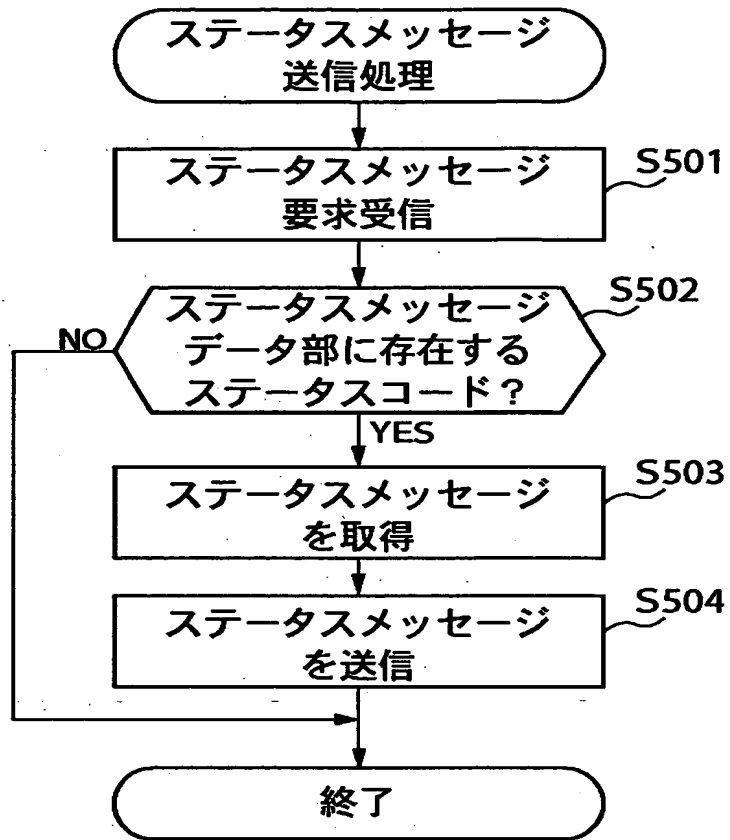 ステータスメッセージ
送信処理
ステータスメッセージ
要求受信
S501
ステータスメッセージ
データ部に存在する
ステータスコード？
S502
NO
YES
ステータスメッセージ
を取得
S503
ステータスメッセージ
を送信
S504
終了